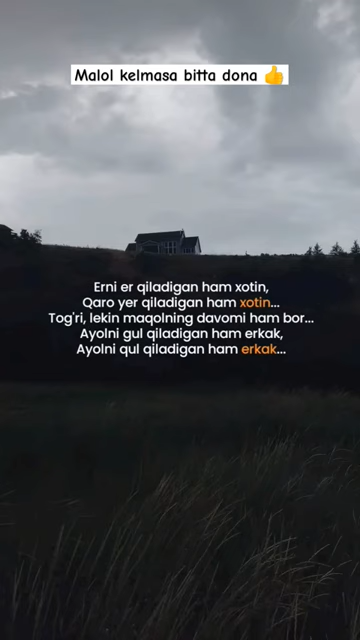 Malol kelmasa bitta dona 👍
Erni er qiladigan ham xotin,
Qaro yer qiladigan ham xotin...
Tog'ri, lekin maqolning davomi ham bor...
Ayolni gul qiladigan ham erkak,
Ayolni qul qiladigan ham erkak...